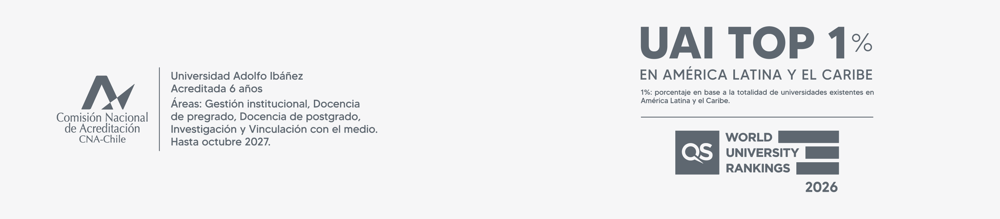 Comisión Nacional
de Acreditación
CNA-Chile
Universidad Adolfo Ibáñez
Acreditada 6 años
Áreas: Gestión institucional, Docencia
de pregrado, Docencia de postgrado,
Investigación y Vinculación con el medio.
Hasta octubre 2027.
UAI TOP 1%
EN AMÉRICA LATINA Y EL CARIBE
1%: porcentaje en base a la totalidad de universidades existentes en
América Latina y el Caribe.
QS
WORLD
UNIVERSITY
RANKINGS
2026